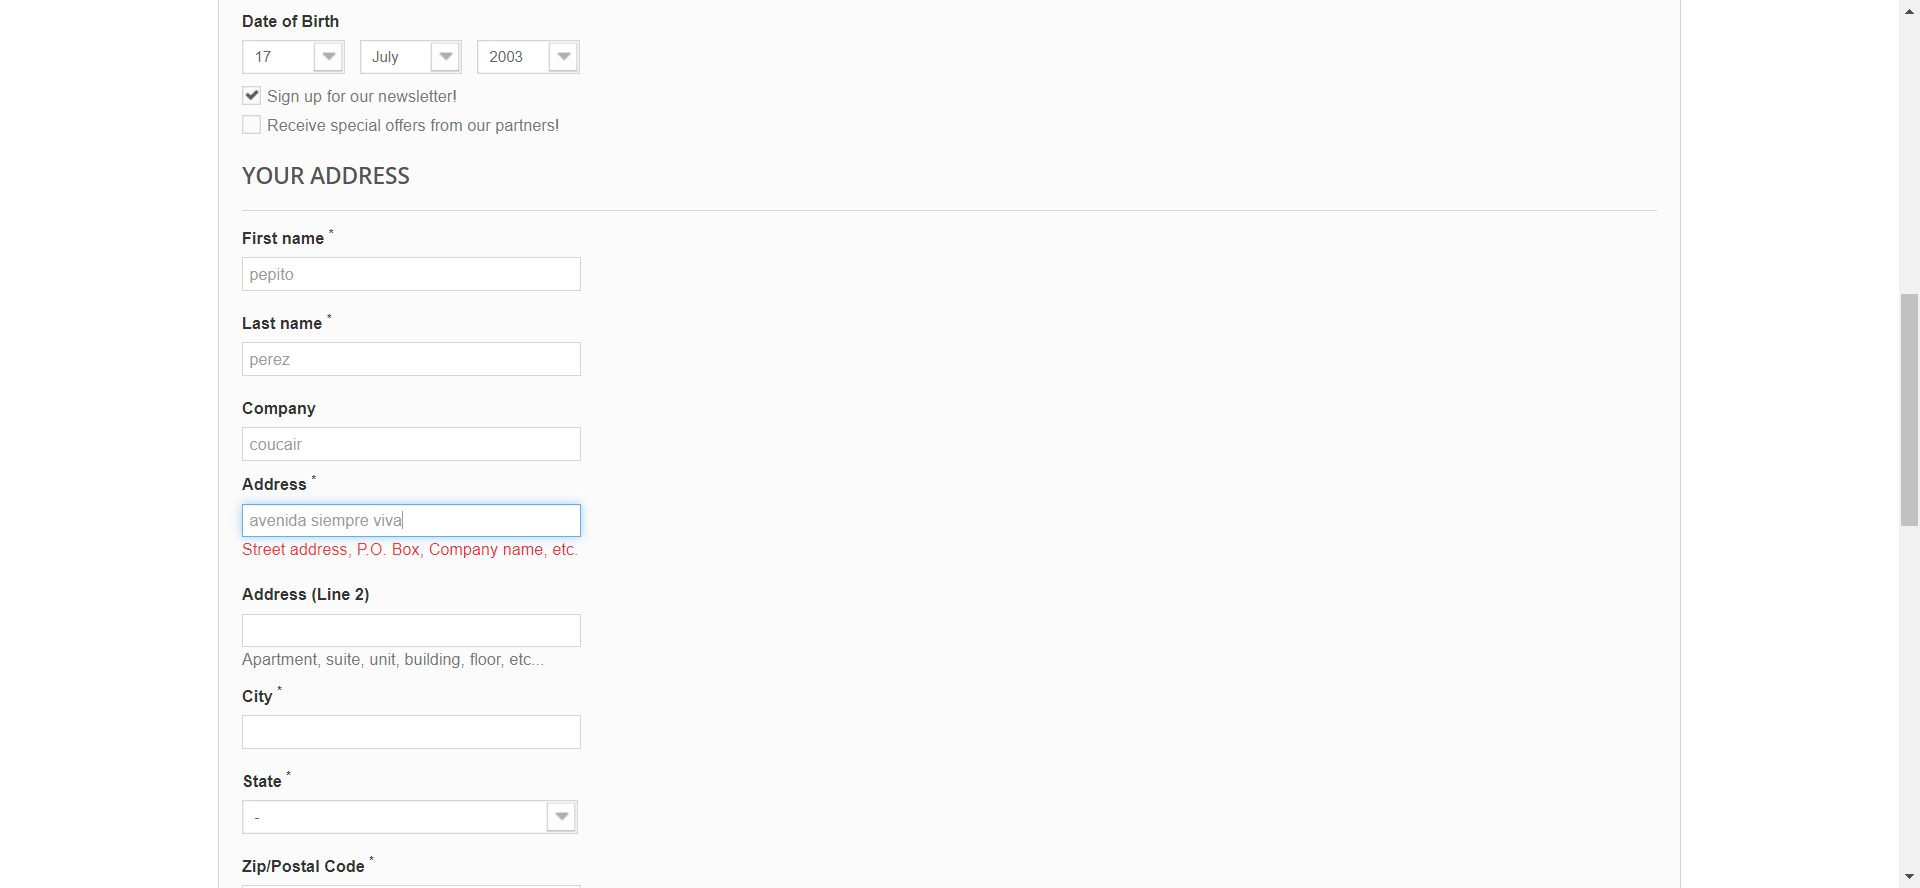 Date of Birth
17 July 2003
Sign up for our newsletter!
Receive special offers from our partners!
YOUR ADDRESS
First name *
pepito
Last name *
perez
Company
coucair
Address *
avenida siempre viva
Street address, P.O. Box, Company name, etc.
Address (Line 2)
Apartment, suite, unit, building, floor, etc...
City *
State *
-
Zip/Postal Code *